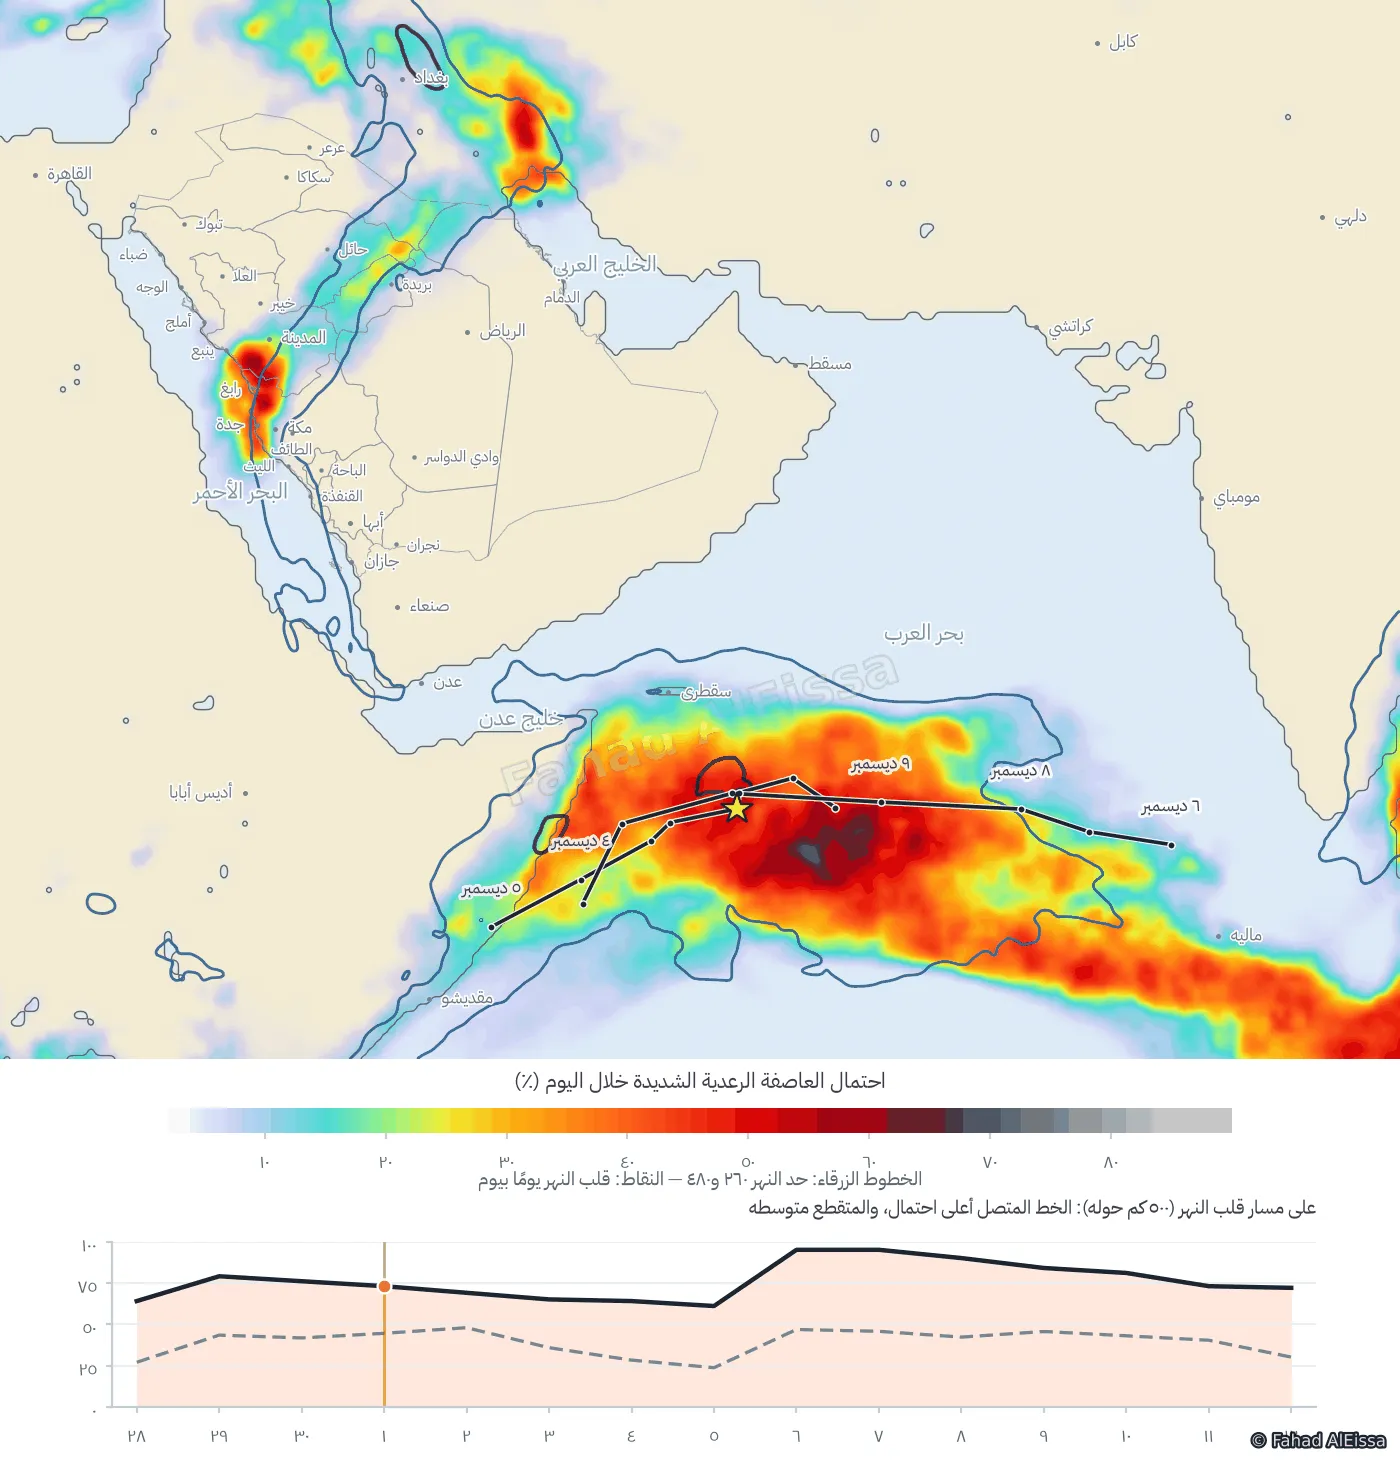 كابل
بغداد
عرعر
القاهرة
سكاكا
دلهي
تبوك
حائل
ضباء
الخليج العربي
العلا
الوجه
بريدة
الدمام
خيبر
أملج
الرياض
كراتشي
المدينة
ينبع
مسقط
رابغ
جدة
مكة
الطائف
وادي الدواسر
الليث
الباحة
البحر الأحمر
القنفذة
مومباي
أبها
نجران
جازان
صنعاء
بحر العرب
عدن
سقطرى
Fahad AlEissa
خليج عدن
٩ ديسمبر
٨ ديسمبر
أديس أبابا
٦ ديسمبر
٤ ديسمبر
٥ ديسمبر
ماليه
مقديشو
احتمال العاصفة الرعدية الشديدة خلال اليوم (٪)
١٠ ٢٠ ٣٠ ٤٠ ٥٠ ٦٠ ٧٠ ٨٠
الخطوط الزرقاء: حد النهر ٢٦٠ و٤٨٠ — النقاط: قلب النهر يومًا بيوم
على مسار قلب النهر (٥٠٠ كم حوله): الخط المتصل أعلى احتمال، والمتقطع متوسطه
١٠٠
٧٥
٥٠
٢٥
٠
٢٨ ٢٩ ٣٠ ١ ٢ ٣ ٤ ٥ ٦ ٧ ٨ ٩ ١٠ ١١
© Fahad AlEissa